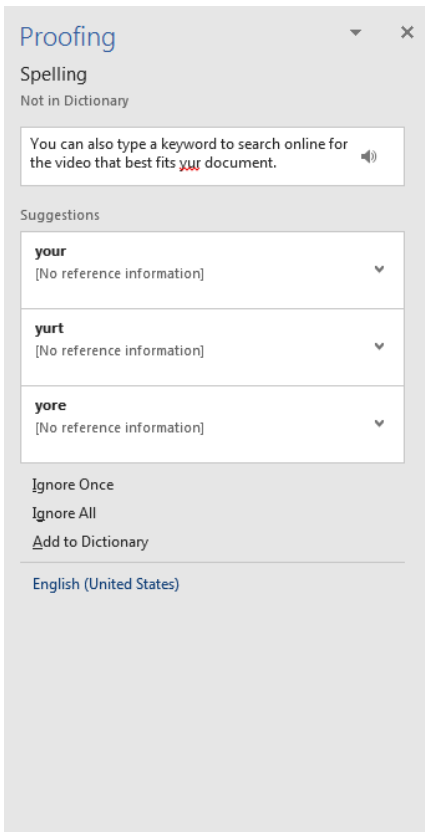 Proofing
Spelling
Not in Dictionary
You can also type a keyword to search online for
the video that best fits yur document.
Suggestions
your
[No reference information]
yurt
[No reference information]
yore
[No reference information]
Ignore Once
Ignore All
Add to Dictionary
English (United States)